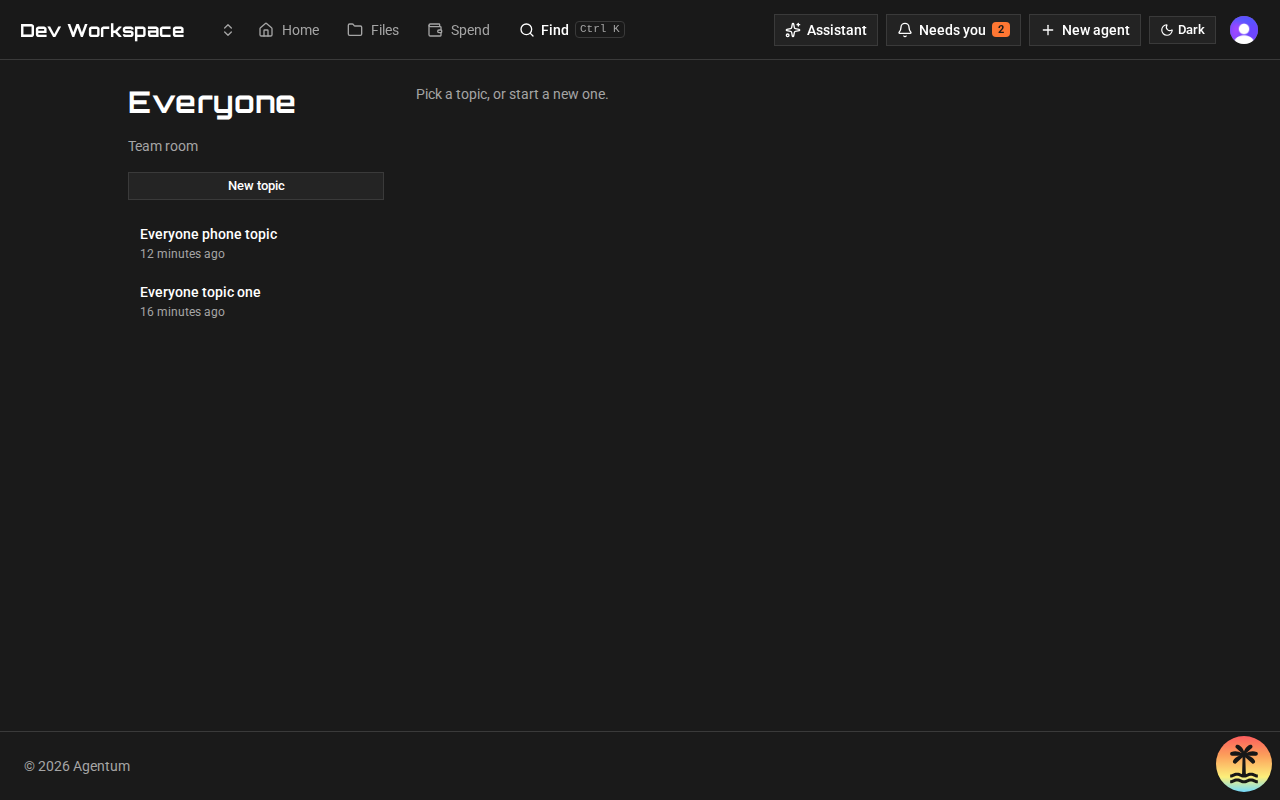 Dev Workspace
Home
Files
Spend
Find Ctrl K
Assistant
Needs you 2
New agent
Dark
Everyone
Team room
New topic
Everyone phone topic
12 minutes ago
Everyone topic one
16 minutes ago
Pick a topic, or start a new one.
© 2026 Agentum